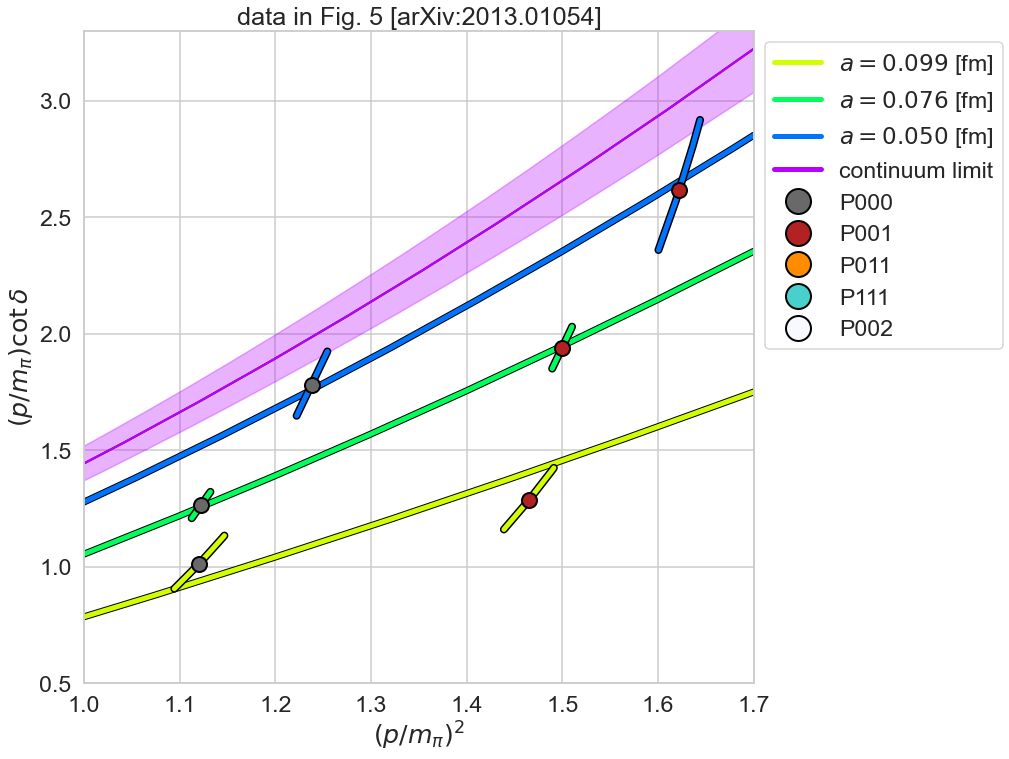 data in Fig. 5 [arXiv:2013.01054]
3.0
2.5
2.0
1.5
1.0
0.5
(p/m_π)cot δ
1.0 1.1 1.2 1.3 1.4 1.5 1.6 1.7
(p/m_π)²
a = 0.099 [fm]
a = 0.076 [fm]
a = 0.050 [fm]
continuum limit
P000
P001
P011
P111
P002